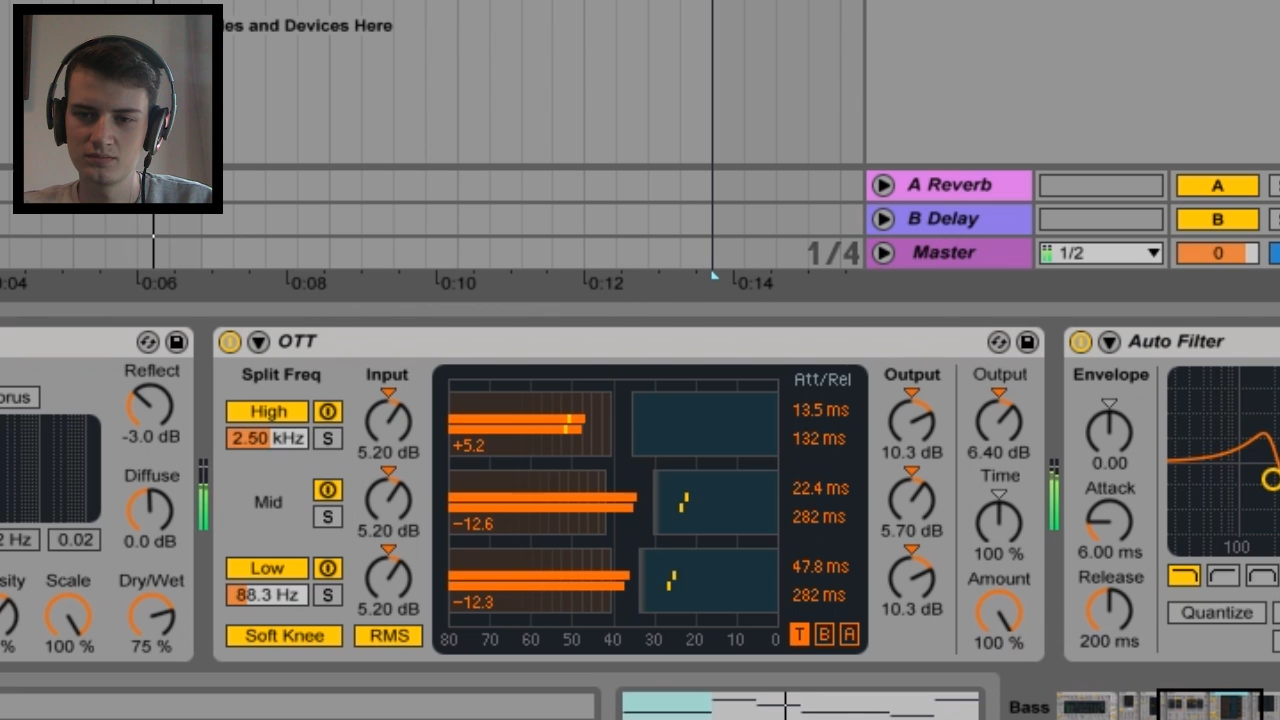 les and Devices Here
A Reverb
A
B Delay
B
1/4
Master
1/2
0
:04
0:06
0:08
0:10
0:12
0:14
OTT
Auto Filter
Reflect
-3.0 dB
Diffuse
0.0 dB
orus
2 Hz
0.02
sity
Scale
Dry/Wet
%
100 %
75 %
Split Freq
High
2.50 kHz
S
Mid
S
Low
88.3 Hz
S
Soft Knee
RMS
Input
5.20 dB
5.20 dB
5.20 dB
+5.2
−12.6
−12.3
80 70 60 50 40 30 20 10 0
Att/Rel
13.5 ms
132 ms
22.4 ms
282 ms
47.8 ms
282 ms
T B A
Output
10.3 dB
5.70 dB
10.3 dB
Output
6.40 dB
Time
100 %
Amount
100 %
Envelope
0.00
Attack
6.00 ms
Release
200 ms
100
Quantize
Bass